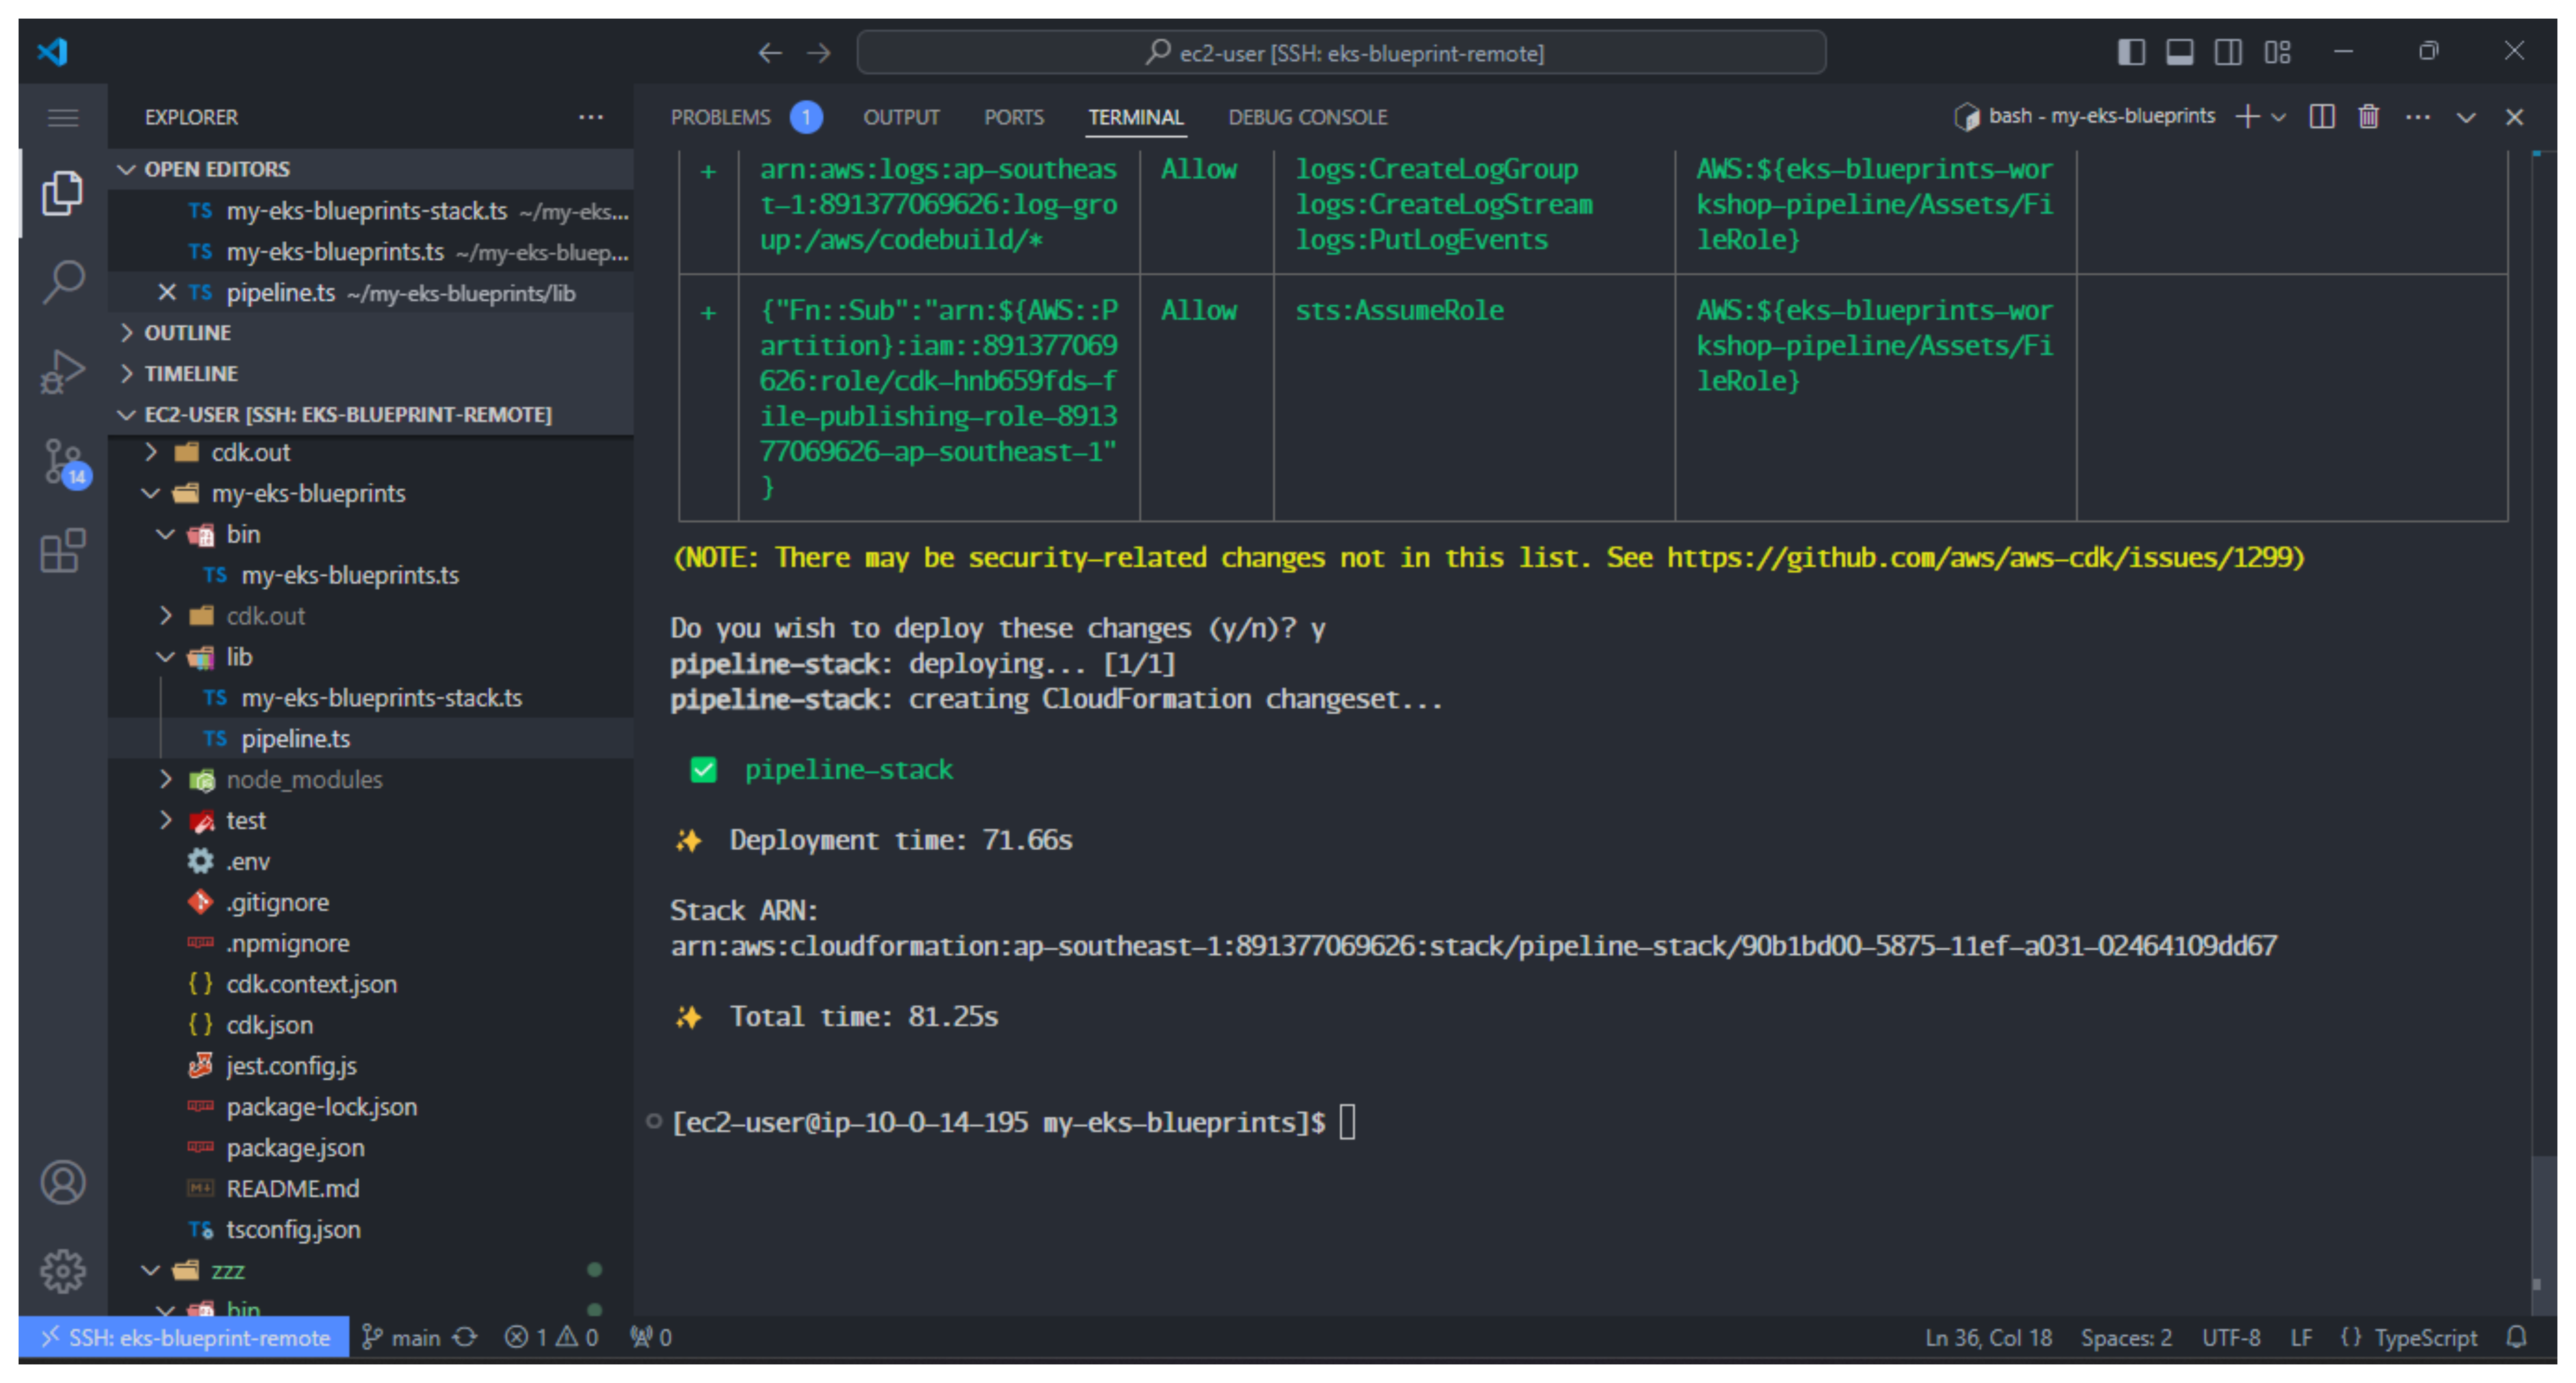 ec2-user [SSH: eks-blueprint-remote]
EXPLORER
OPEN EDITORS
TS my-eks-blueprints-stack.ts ~/my-eks...
TS my-eks-blueprints.ts ~/my-eks-bluep...
TS pipeline.ts ~/my-eks-blueprints/lib
OUTLINE
TIMELINE
EC2-USER [SSH: EKS-BLUEPRINT-REMOTE]
cdk.out
my-eks-blueprints
bin
TS my-eks-blueprints.ts
cdk.out
lib
TS my-eks-blueprints-stack.ts
TS pipeline.ts
node_modules
test
.env
.gitignore
.npmignore
{} cdk.context.json
{} cdk.json
jest.config.js
package-lock.json
package.json
README.md
tsconfig.json
zzz
bin
14
PROBLEMS 1 OUTPUT PORTS TERMINAL DEBUG CONSOLE
bash - my-eks-blueprints
+ arn:aws:logs:ap-southeas Allow logs:CreateLogGroup AWS:${eks-blueprints-wor
t-1:891377069626:log-gro logs:CreateLogStream kshop-pipeline/Assets/Fi
up:/aws/codebuild/* logs:PutLogEvents leRole}
+ {"Fn::Sub":"arn:${AWS::P Allow sts:AssumeRole AWS:${eks-blueprints-wor
artition}:iam::891377069 kshop-pipeline/Assets/Fi
626:role/cdk-hnb659fds-f leRole}
ile-publishing-role-8913
77069626-ap-southeast-1"
}
(NOTE: There may be security-related changes not in this list. See https://github.com/aws/aws-cdk/issues/1299)
Do you wish to deploy these changes (y/n)? y
pipeline-stack: deploying... [1/1]
pipeline-stack: creating CloudFormation changeset...
✅ pipeline-stack
✨ Deployment time: 71.66s
Stack ARN:
arn:aws:cloudformation:ap-southeast-1:891377069626:stack/pipeline-stack/90b1bd00-5875-11ef-a031-02464109dd67
✨ Total time: 81.25s
[ec2-user@ip-10-0-14-195 my-eks-blueprints]$
SSH: eks-blueprint-remote main 1 0 0
Ln 36, Col 18 Spaces: 2 UTF-8 LF {} TypeScript